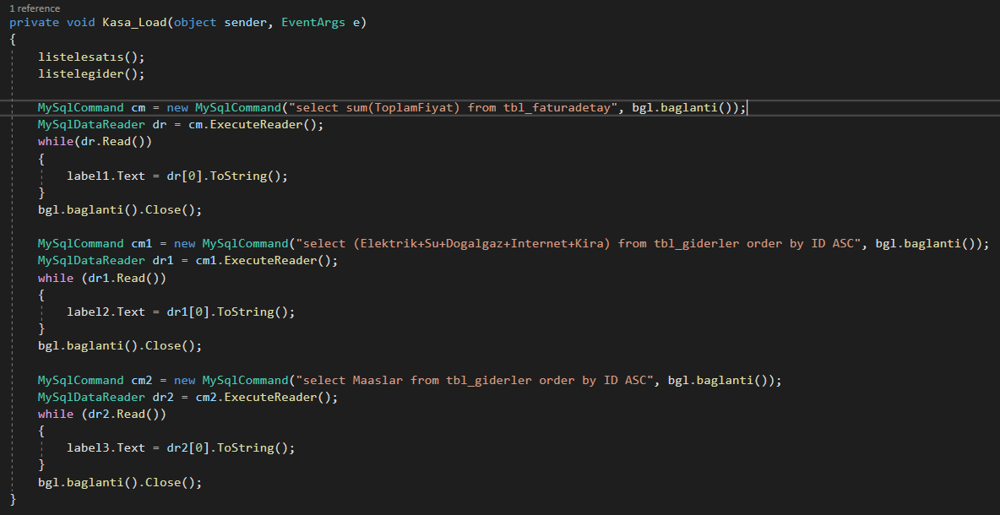 1 reference
private void Kasa_Load(object sender, EventArgs e)
{
listelesatıs();
listelegider();
MySqlCommand cm = new MySqlCommand("select sum(ToplamFiyat) from tbl_faturadetay", bgl.baglanti());
MySqlDataReader dr = cm.ExecuteReader();
while(dr.Read())
{
label1.Text = dr[0].ToString();
}
bgl.baglanti().Close();
MySqlCommand cm1 = new MySqlCommand("select (Elektrik+Su+Dogalgaz+Internet+Kira) from tbl_giderler order by ID ASC", bgl.baglanti());
MySqlDataReader dr1 = cm1.ExecuteReader();
while (dr1.Read())
{
label2.Text = dr1[0].ToString();
}
bgl.baglanti().Close();
MySqlCommand cm2 = new MySqlCommand("select Maaslar from tbl_giderler order by ID ASC", bgl.baglanti());
MySqlDataReader dr2 = cm2.ExecuteReader();
while (dr2.Read())
{
label3.Text = dr2[0].ToString();
}
bgl.baglanti().Close();
}